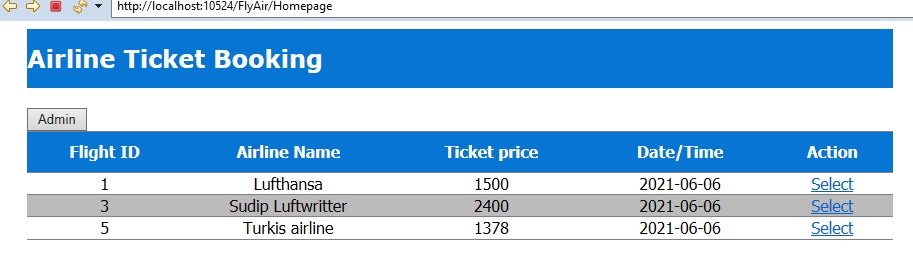 http://localhost:10524/FlyAir/Homepage
Airline Ticket Booking
Admin
Flight ID Airline Name Ticket price Date/Time Action
1 Lufthansa 1500 2021-06-06 Select
3 Sudip Luftwritter 2400 2021-06-06 Select
5 Turkis airline 1378 2021-06-06 Select